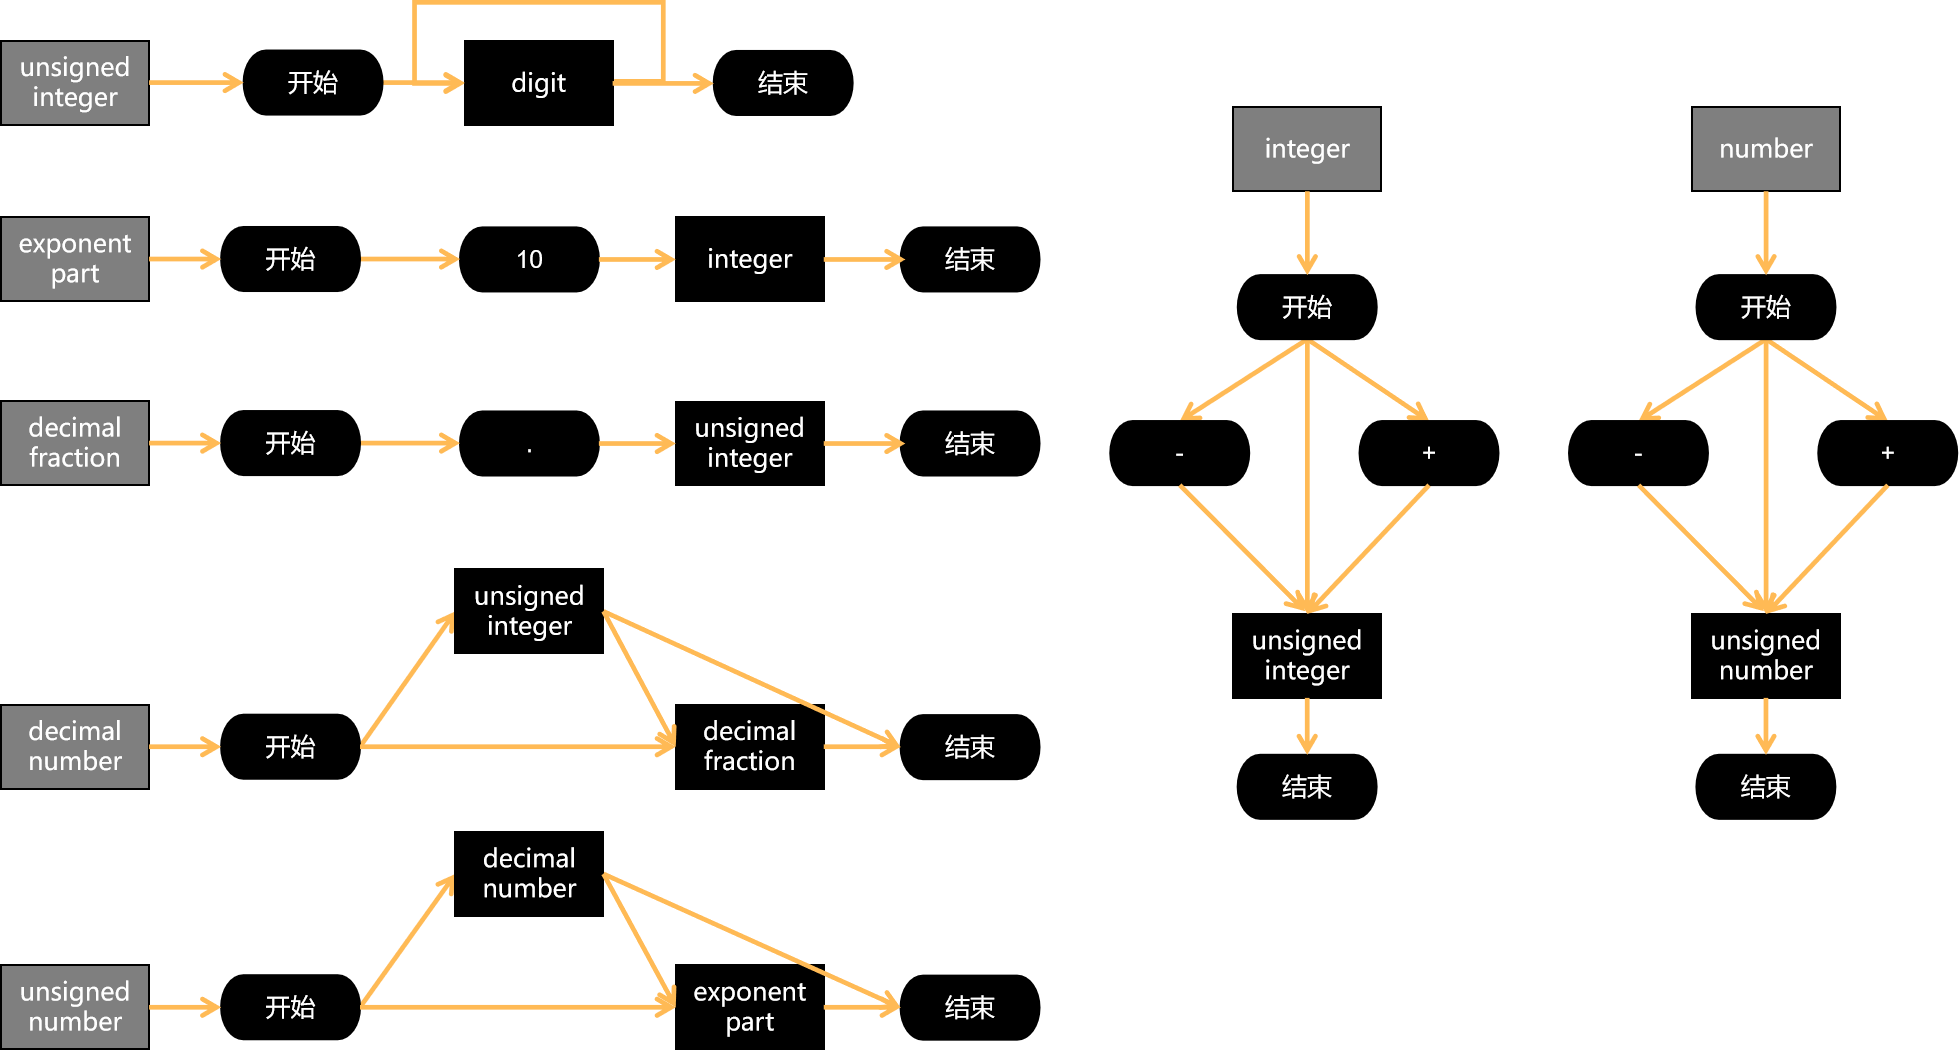 unsigned
integer
开始
digit
结束
exponent
part
开始
10
integer
结束
decimal
fraction
开始
.
unsigned
integer
结束
decimal
number
开始
unsigned
integer
decimal
fraction
结束
unsigned
number
开始
decimal
number
exponent
part
结束
integer
开始
-
+
unsigned
integer
结束
number
开始
-
+
unsigned
number
结束